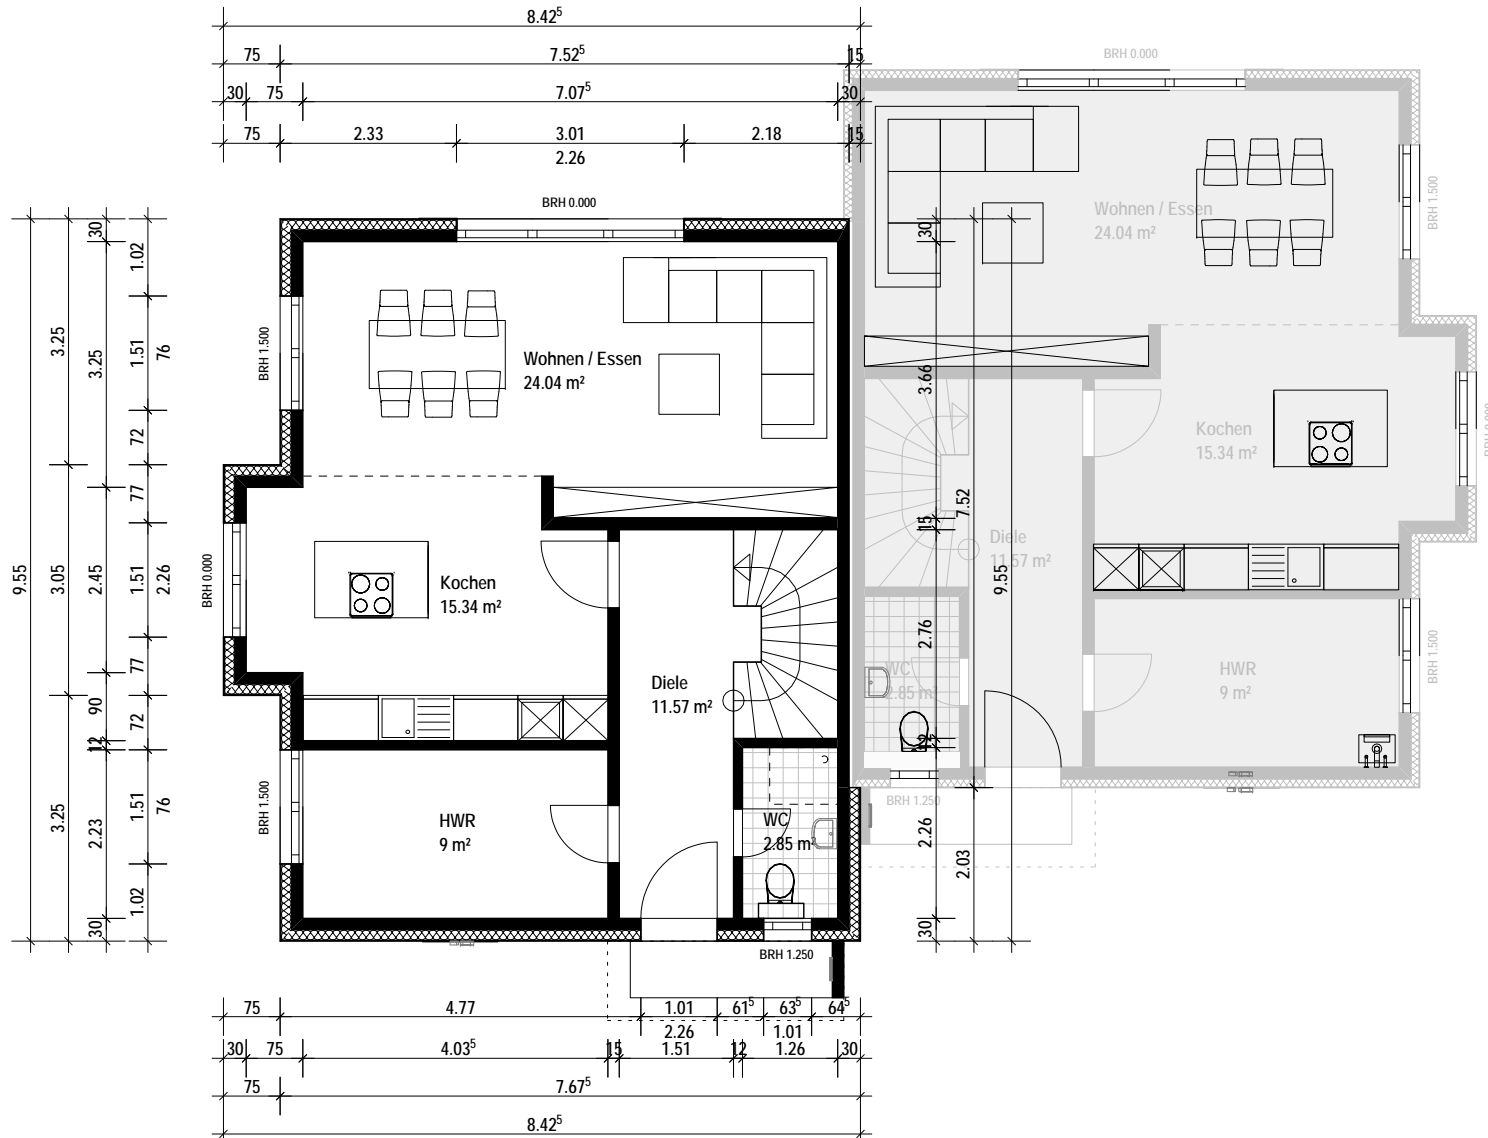 8.42⁵
75 7.52⁵ 15
30 75 7.07⁵ 30
75 2.33 3.01 2.18 15
2.26
BRH 0.000
BRH 0.000
9.55
3.25
3.05
3.25
30
3.25
2.45
90
12
2.23
30
1.02
1.51
76
72
77
1.51
2.26
77
72
1.51
76
1.02
BRH 1.500
BRH 0.000
BRH 1.500
Wohnen / Essen
24.04 m²
Kochen
15.34 m²
Diele
11.57 m²
HWR
9 m²
WC
2.85 m²
BRH 1.250
Wohnen / Essen
24.04 m²
BRH 1.500
Kochen
15.34 m²
BRH 0.000
Diele
11.57 m²
WC
2.85 m²
HWR
9 m²
BRH 1.500
BRH 1.250
30
3.66
15
2.76
12
2.26
30
7.52
2.03
9.55
75 4.77 1.01 61⁵ 63⁵ 64⁵
2.26 1.01
30 75 4.03⁵ 15 1.51 12 1.26 30
75 7.67⁵
8.42⁵